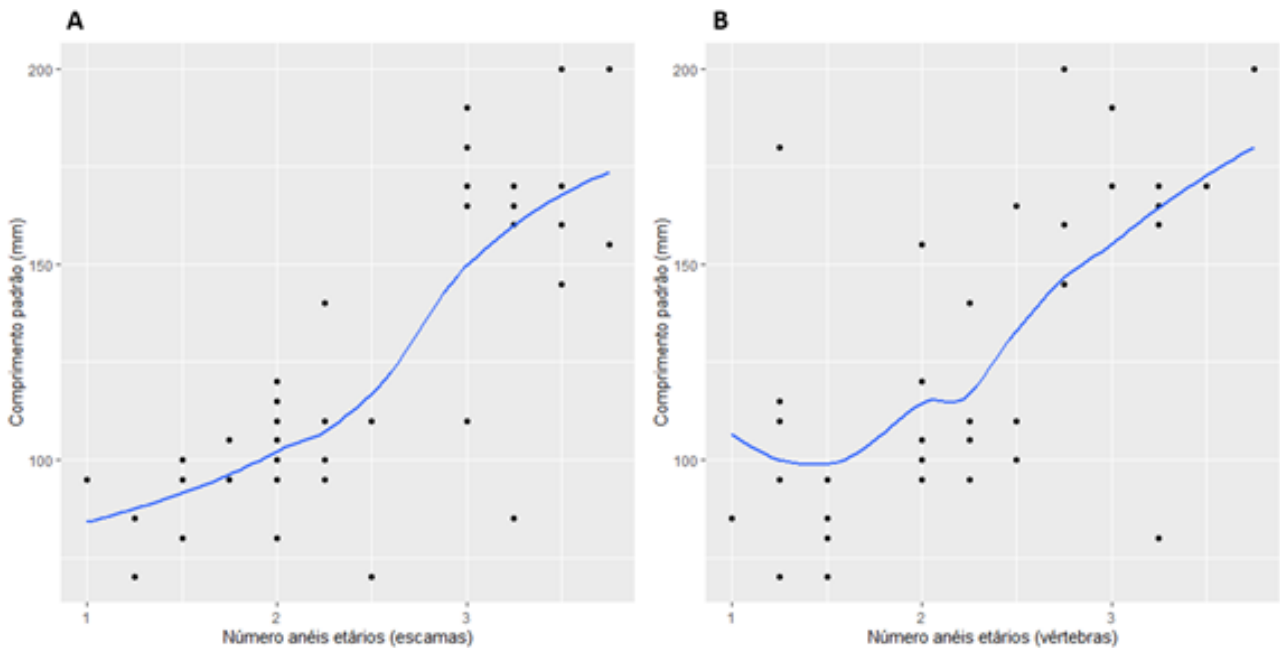 A
Comprimento padrão (mm)
200
150
100
1 2 3
Número anéis etários (escamas)
B
Comprimento padrão (mm)
200
150
100
1 2 3
Número anéis etários (vértebras)